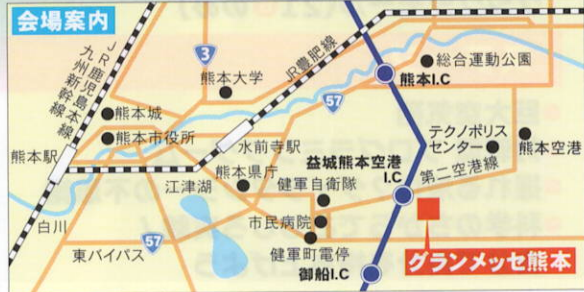 会場案内
JR鹿児島本線
九州新幹線
3
熊本大学
JR豊肥線
総合運動公園
熊本I.C
57
熊本城
熊本市役所
水前寺駅
テクノポリス
センター
熊本空港
熊本駅
益城熊本空港
I.C
第二空港線
熊本県庁
江津湖
健軍自衛隊
白川
市民病院
グランメッセ熊本
57
東バイパス
健軍町電停
御船I.C